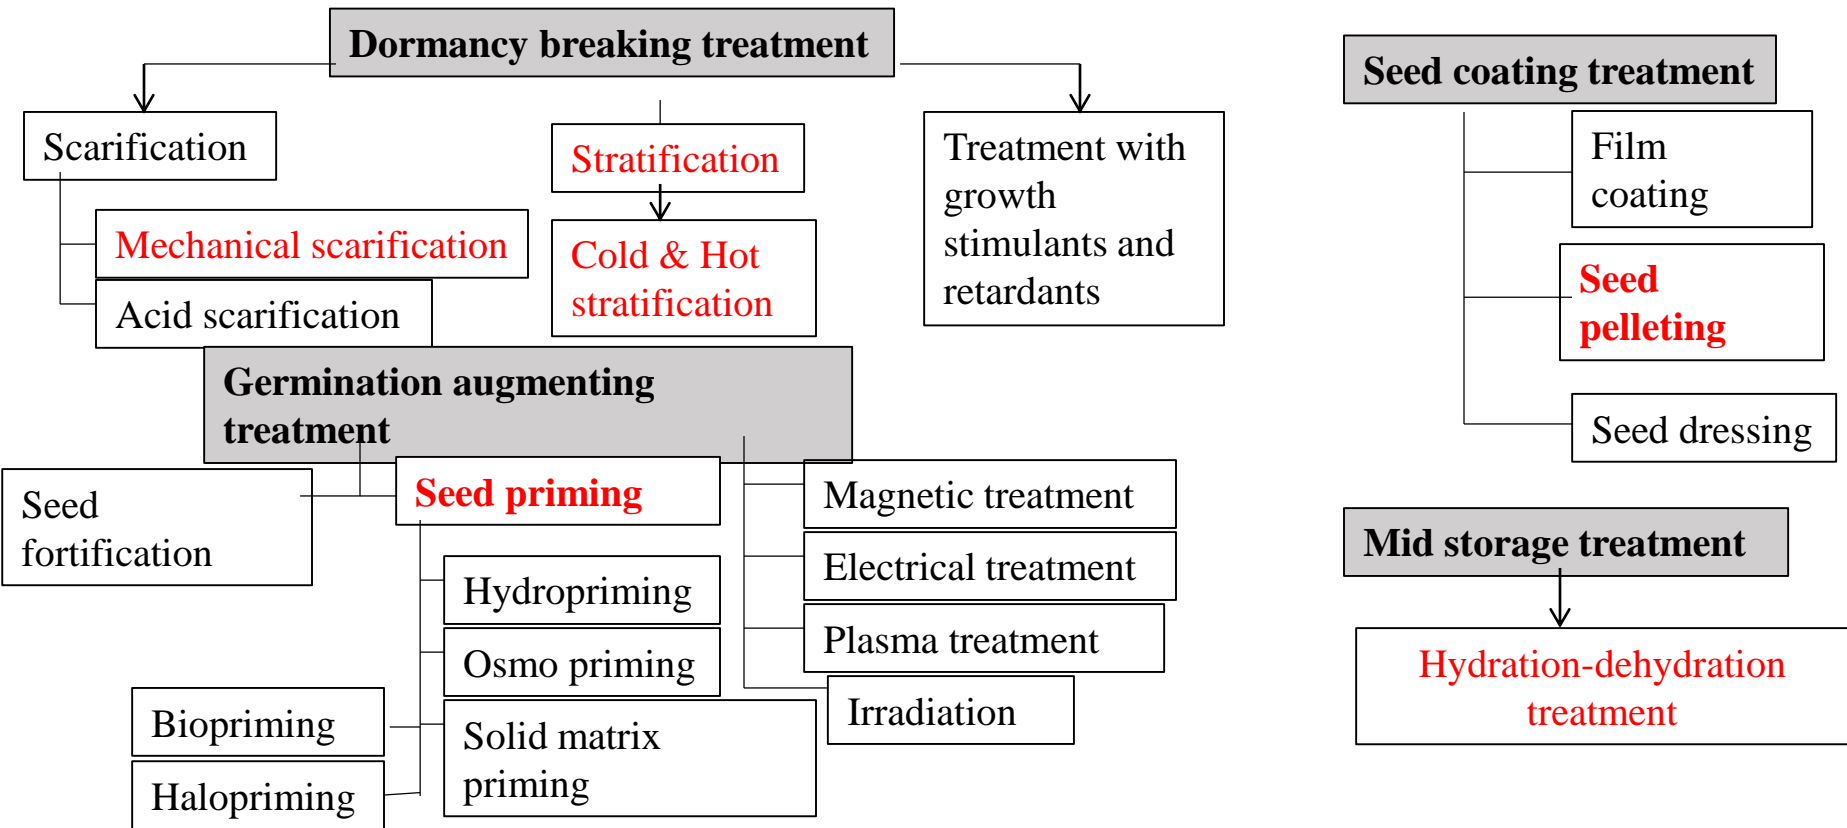 Dormancy breaking treatment
Scarification
Mechanical scarification
Acid scarification
Stratification
Cold & Hot
stratification
Treatment with
growth
stimulants and
retardants
Germination augmenting
treatment
Seed
fortification
Seed priming
Hydropriming
Osmo priming
Solid matrix
priming
Biopriming
Halopriming
Magnetic treatment
Electrical treatment
Plasma treatment
Irradiation
Seed coating treatment
Film
coating
Seed
pelleting
Seed dressing
Mid storage treatment
Hydration-dehydration
treatment